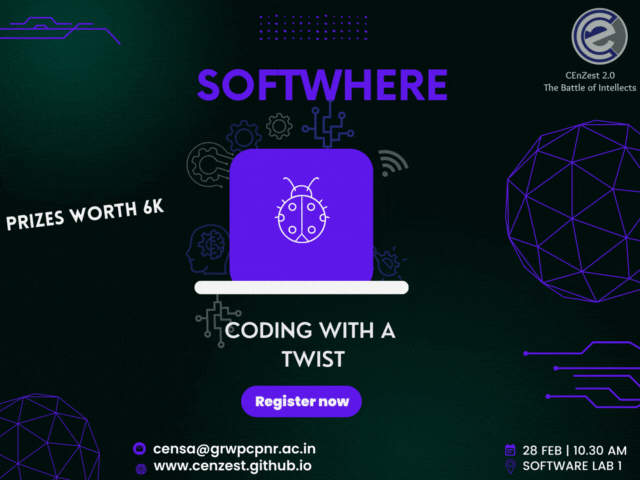 CEnZest 2.0
The Battle of Intellects
SOFTWHERE
PRIZES WORTH 6K
CODING WITH A
TWIST
Register now
censa@grwpcpnr.ac.in
www.cenzest.github.io
28 FEB | 10.30 AM
SOFTWARE LAB 1